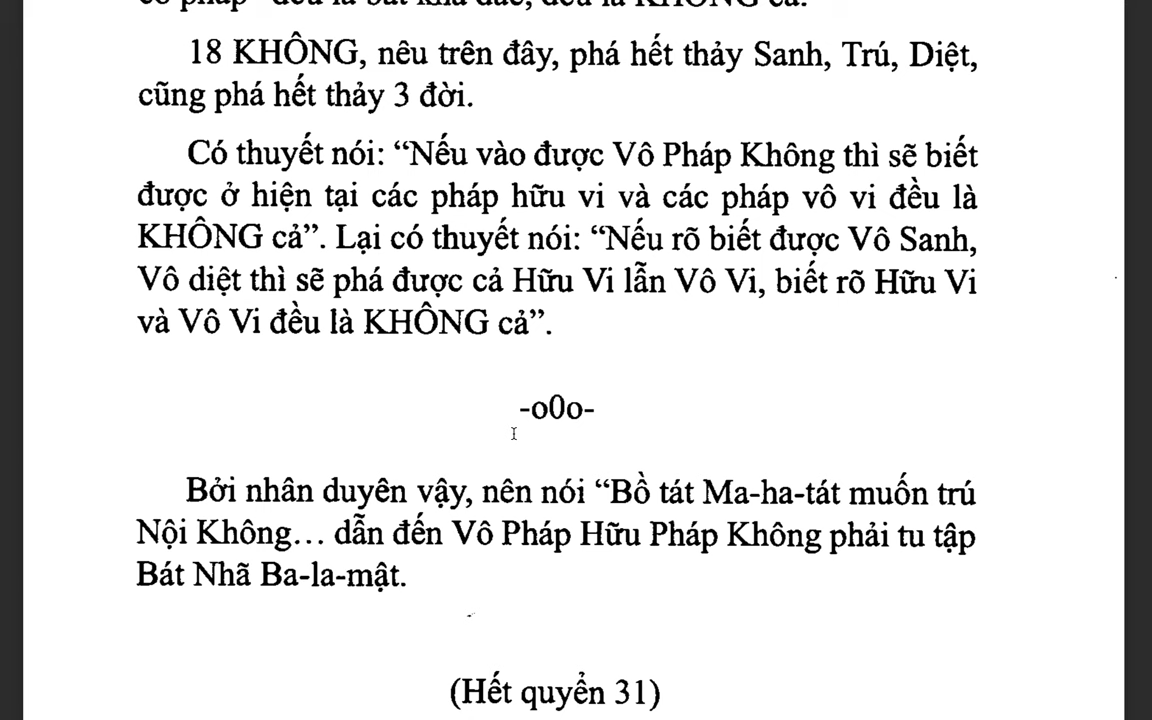 18 KHÔNG, nêu trên đây, phá hết thảy Sanh, Trú, Diệt,
cũng phá hết thảy 3 đời.
Có thuyết nói: “Nếu vào được Vô Pháp Không thì sẽ biết
được ở hiện tại các pháp hữu vi và các pháp vô vi đều là
KHÔNG cả”. Lại có thuyết nói: “Nếu rõ biết được Vô Sanh,
Vô diệt thì sẽ phá được cả Hữu Vi lẫn Vô Vi, biết rõ Hữu Vi
và Vô Vi đều là KHÔNG cả”.
-o0o-
Bởi nhân duyên vậy, nên nói “Bồ tát Ma-ha-tát muốn trú
Nội Không… dẫn đến Vô Pháp Hữu Pháp Không phải tu tập
Bát Nhã Ba-la-mật.
(Hết quyển 31)